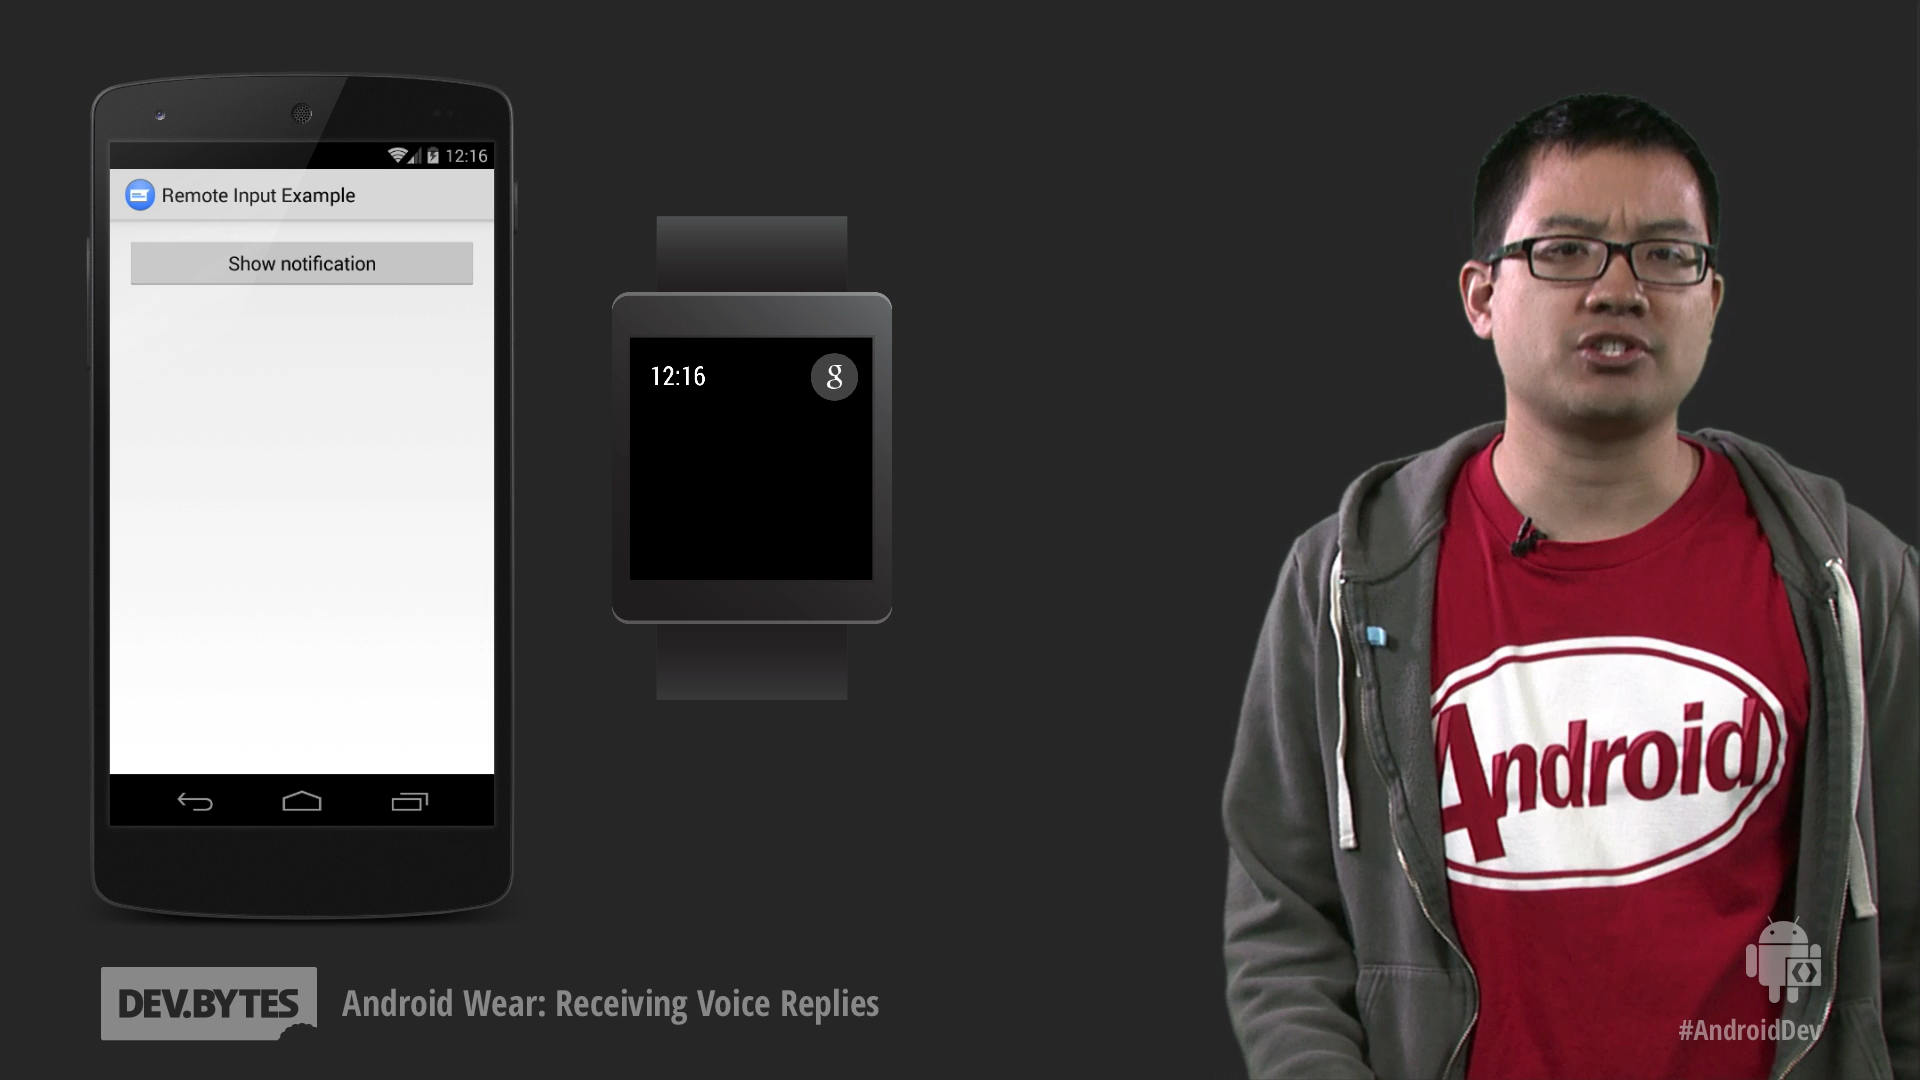 12:16
Remote Input Example
Show notification
12:16
g
Android
DEV.BYTES
Android Wear: Receiving Voice Replies
#AndroidDev